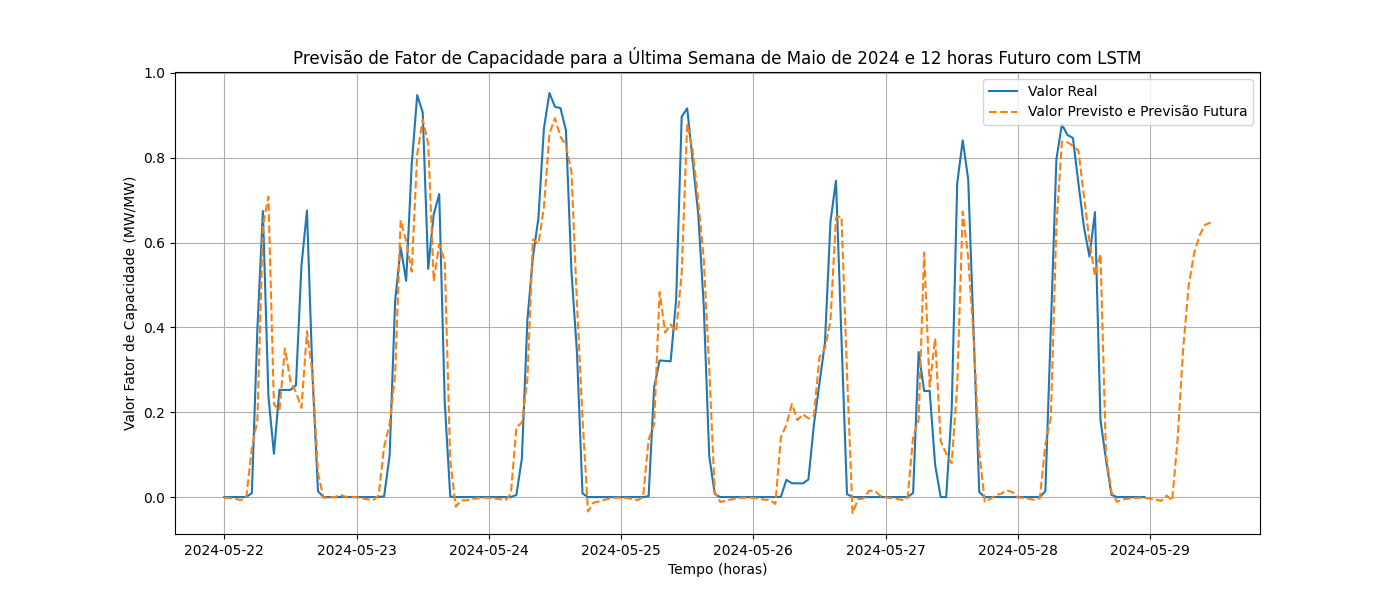 Previsão de Fator de Capacidade para a Última Semana de Maio de 2024 e 12 horas Futuro com LSTM
Valor Real
Valor Previsto e Previsão Futura
Valor Fator de Capacidade (MW/MW)
1.0
0.8
0.6
0.4
0.2
0.0
2024-05-22 2024-05-23 2024-05-24 2024-05-25 2024-05-26 2024-05-27 2024-05-28 2024-05-29
Tempo (horas)